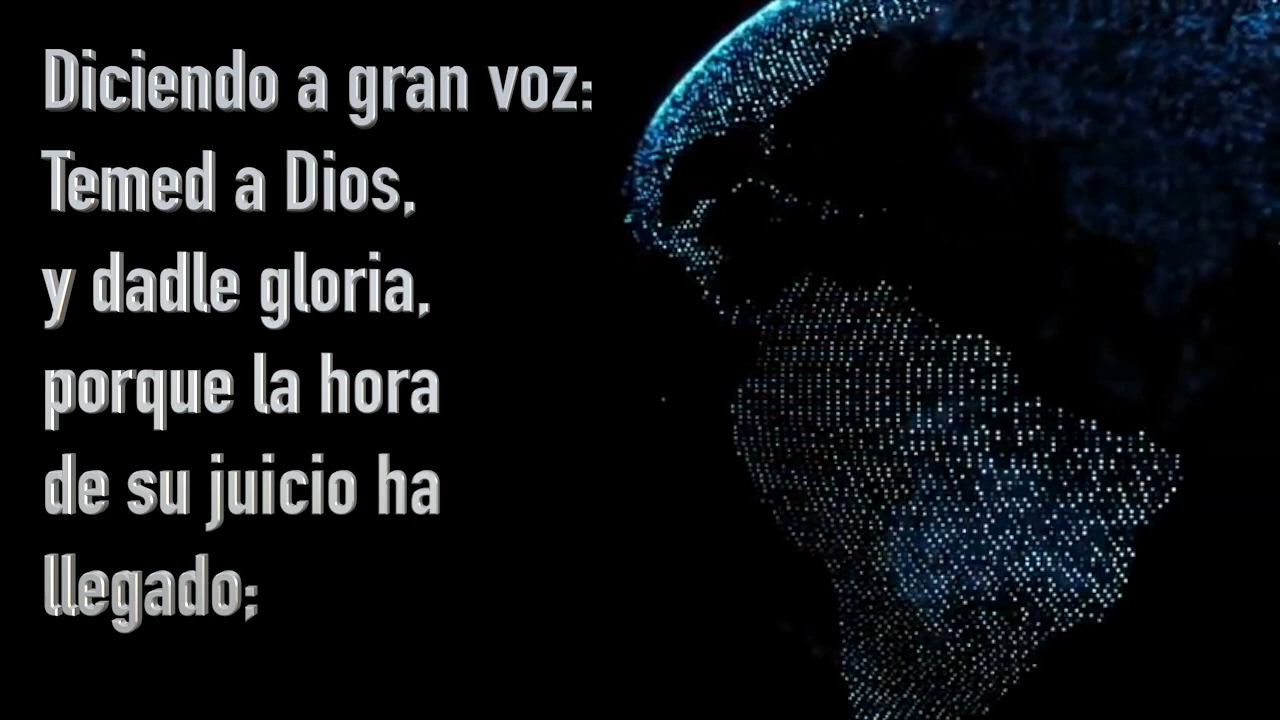 Diciendo a gran voz:
Temed a Dios,
y dadle gloria,
porque la hora
de su juicio ha
llegado;